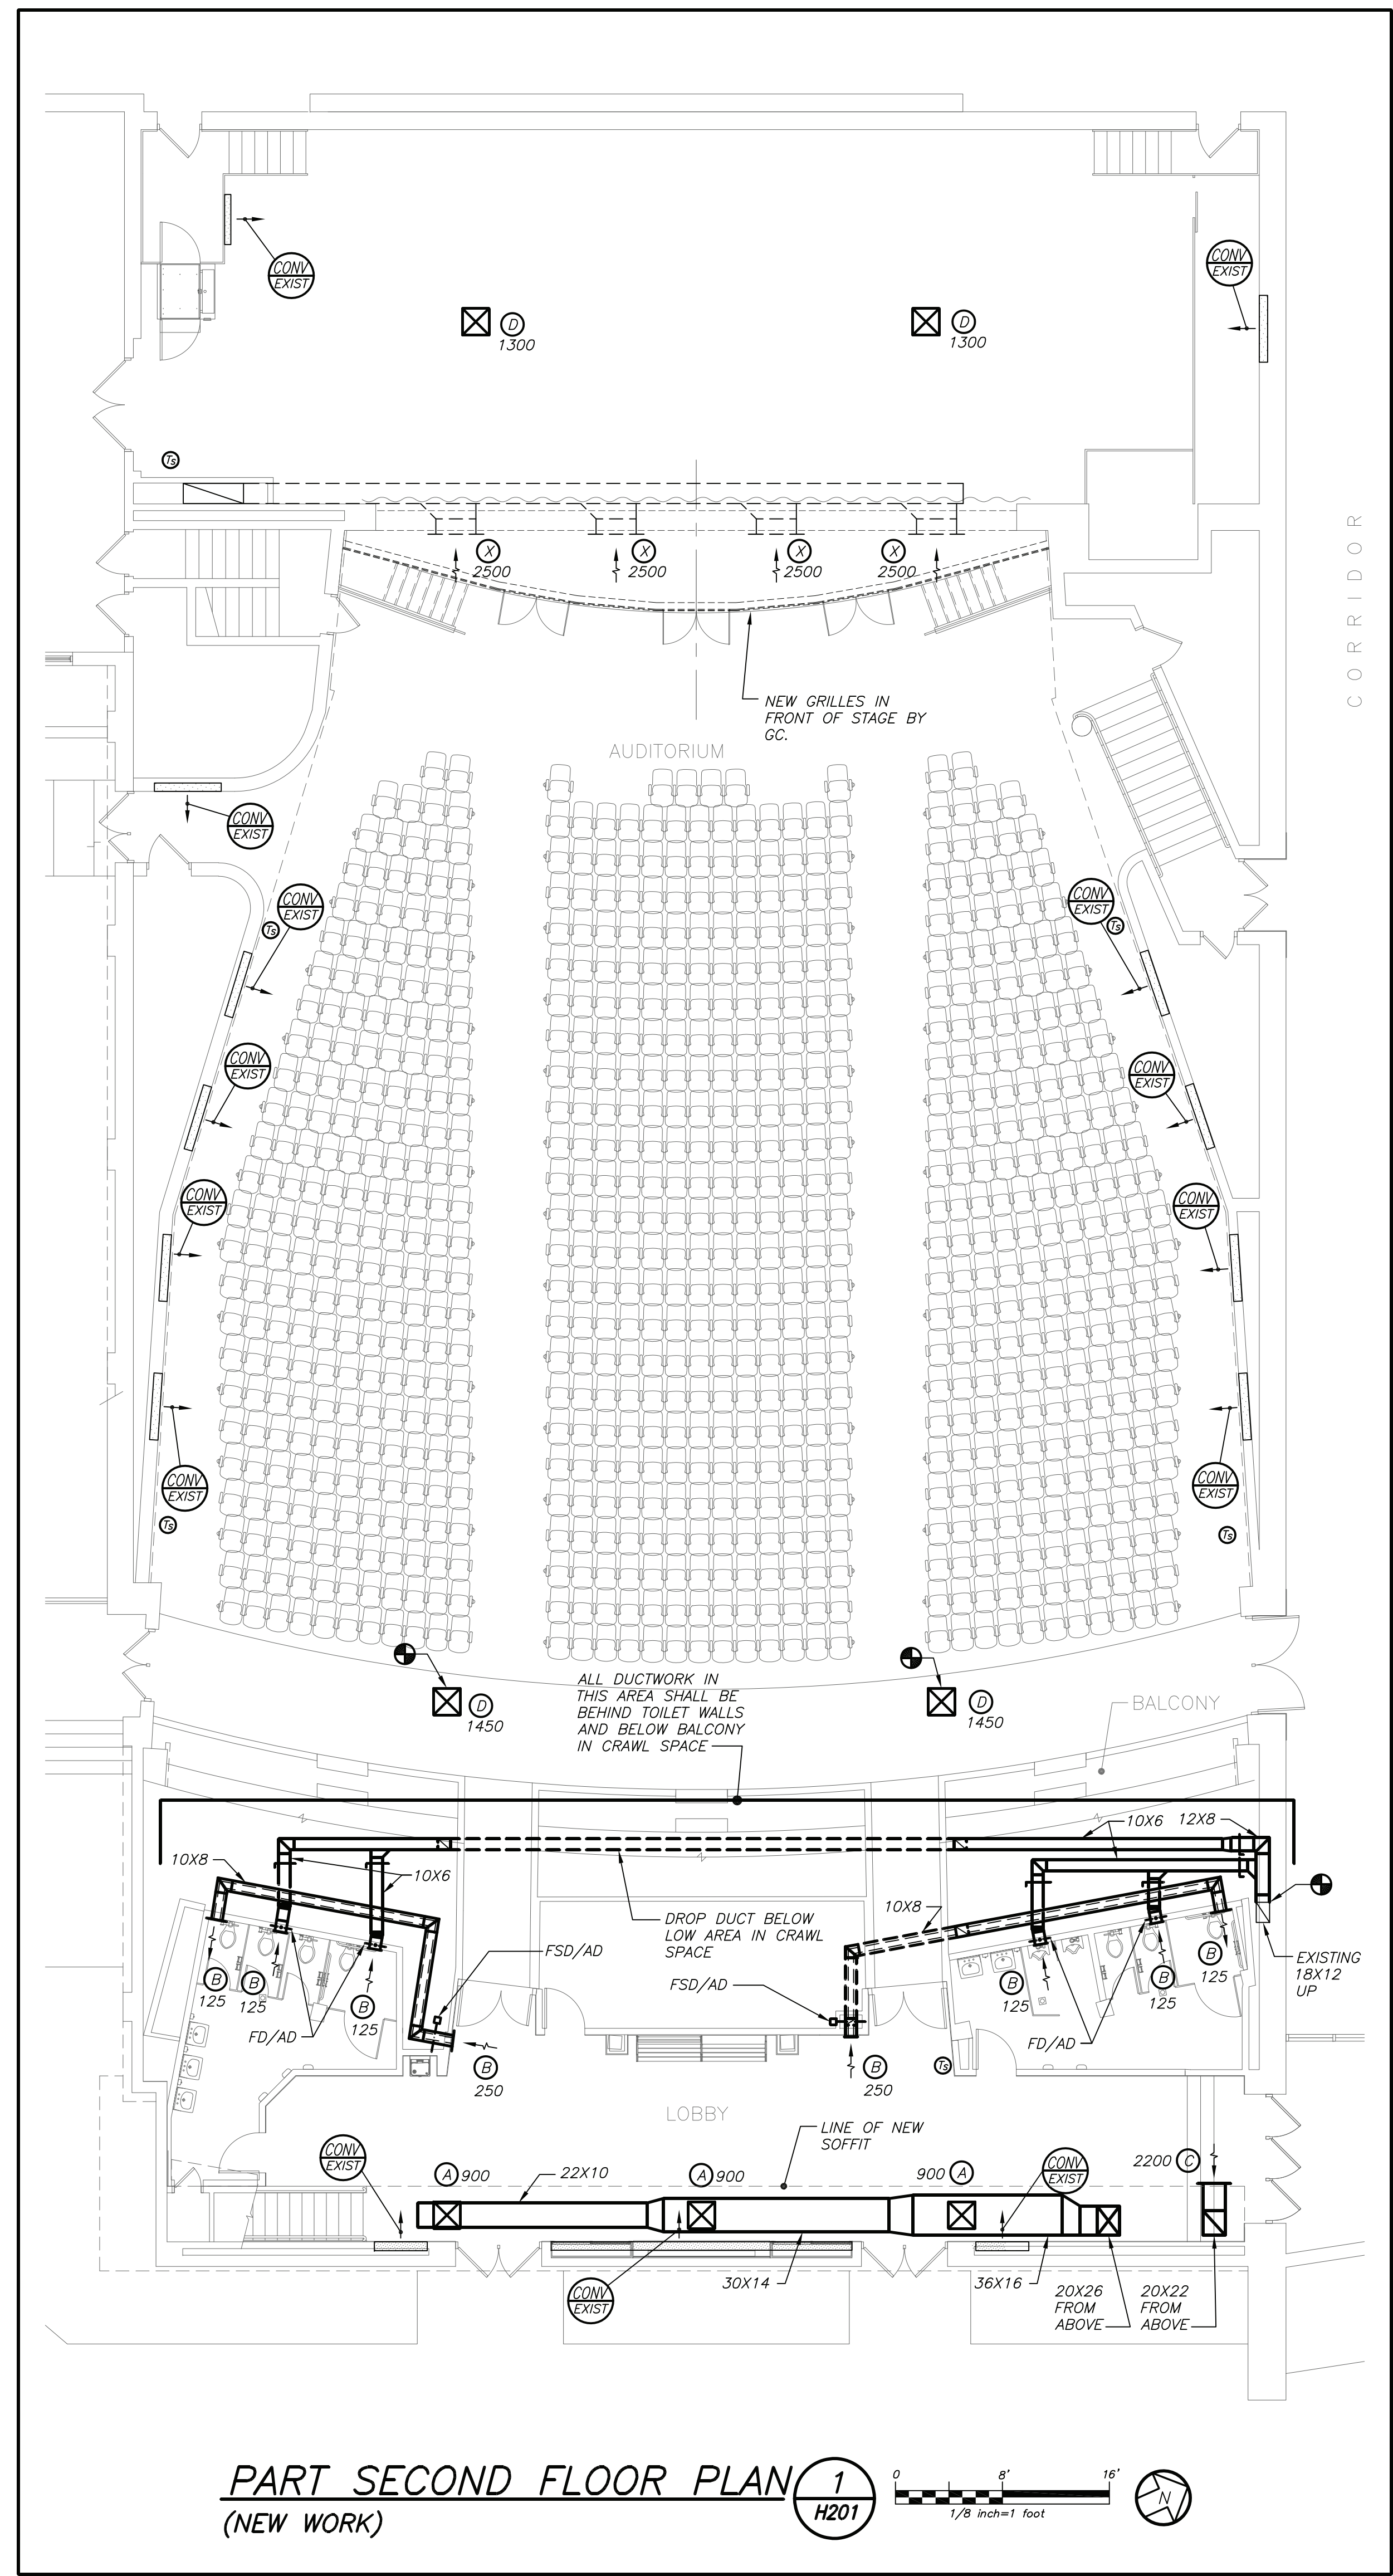 CONV
EXIST
CONV
EXIST
D
1300
D
1300
Ts
CORRIDOR
X
2500
X
2500
X
2500
X
2500
NEW GRILLES IN
FRONT OF STAGE BY
GC.
AUDITORIUM
CONV
EXIST
CONV
EXIST
Ts
CONV
EXIST
Ts
CONV
EXIST
CONV
EXIST
CONV
EXIST
CONV
EXIST
CONV
EXIST
CONV
EXIST
Ts
Ts
ALL DUCTWORK IN
THIS AREA SHALL BE
BEHIND TOILET WALLS
AND BELOW BALCONY
IN CRAWL SPACE
D
1450
D
1450
BALCONY
10X8
10X6
10X6
12X8
DROP DUCT BELOW
LOW AREA IN CRAWL
SPACE
10X8
FSD/AD
FSD/AD
EXISTING
18X12
UP
B
125
B
125
B
125
FD/AD
B
125
B
125
B
125
FD/AD
B
250
B
250
Ts
LOBBY
LINE OF NEW
SOFFIT
CONV
EXIST
A 900
22X10
A 900
900 A
CONV
EXIST
2200 C
CONV
EXIST
30X14
36X16
20X26
FROM
ABOVE
20X22
FROM
ABOVE
PART SECOND FLOOR PLAN
(NEW WORK)
1
H201
0 8' 16'
1/8 inch=1 foot
N